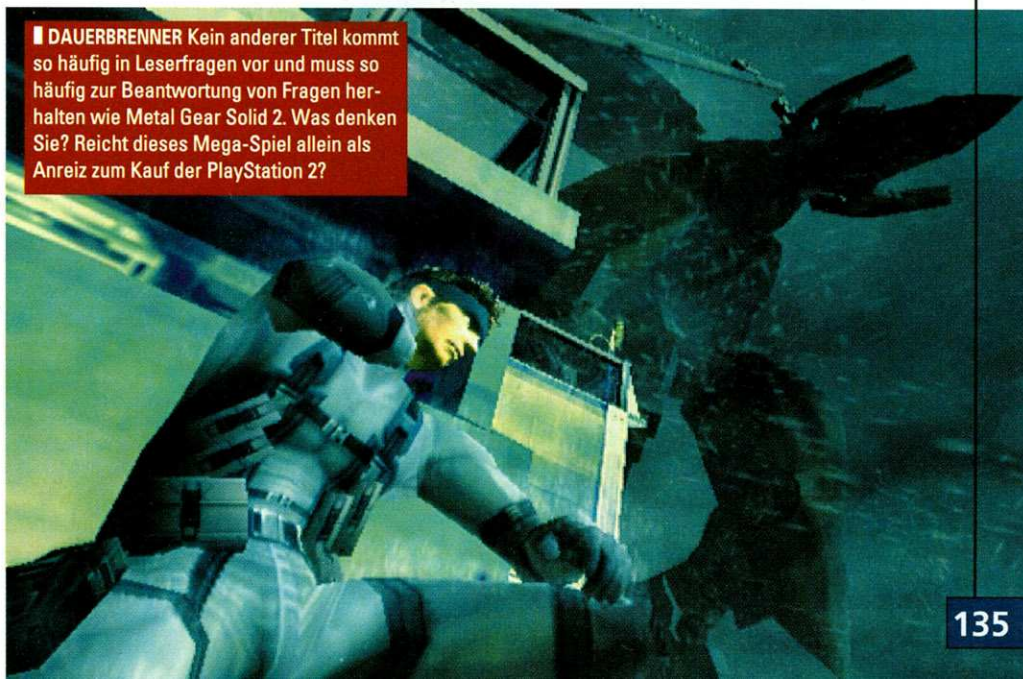 ▮ DAUERBRENNER Kein anderer Titel kommt
so häufig in Leserfragen vor und muss so
häufig zur Beantwortung von Fragen her-
halten wie Metal Gear Solid 2. Was denken
Sie? Reicht dieses Mega-Spiel allein als
Anreiz zum Kauf der PlayStation 2?
135